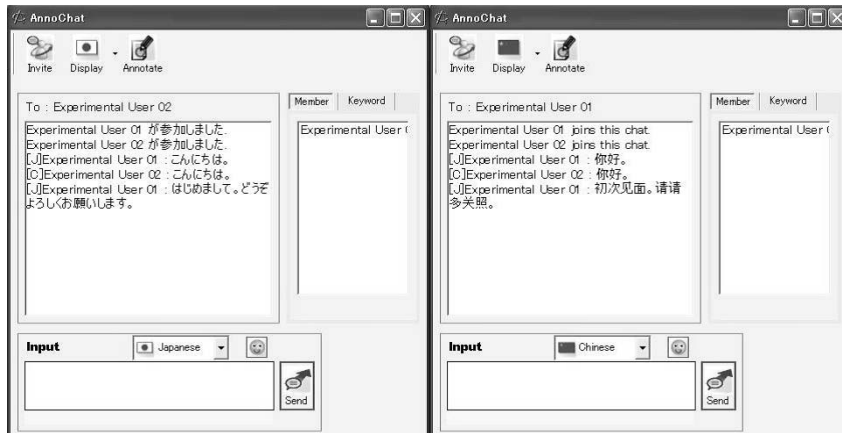 AnnoChat
Invite Display Annotate
To : Experimental User 02
Member Keyword
Experimental User 01 が参加しました.
Experimental User 02 が参加しました.
[J]Experimental User 01 : こんにちは。
[C]Experimental User 02 : こんにちは。
[J]Experimental User 01 : はじめまして。どうぞ
よろしくお願いします。
Experimental User
Input
Japanese
Send
AnnoChat
Invite Display Annotate
To : Experimental User 01
Member Keyword
Experimental User 01 joins this chat.
Experimental User 02 joins this chat.
[J]Experimental User 01 : 你好。
[C]Experimental User 02 : 你好。
[J]Experimental User 01 : 初次见面。请请
多关照。
Experimental User
Input
Chinese
Send